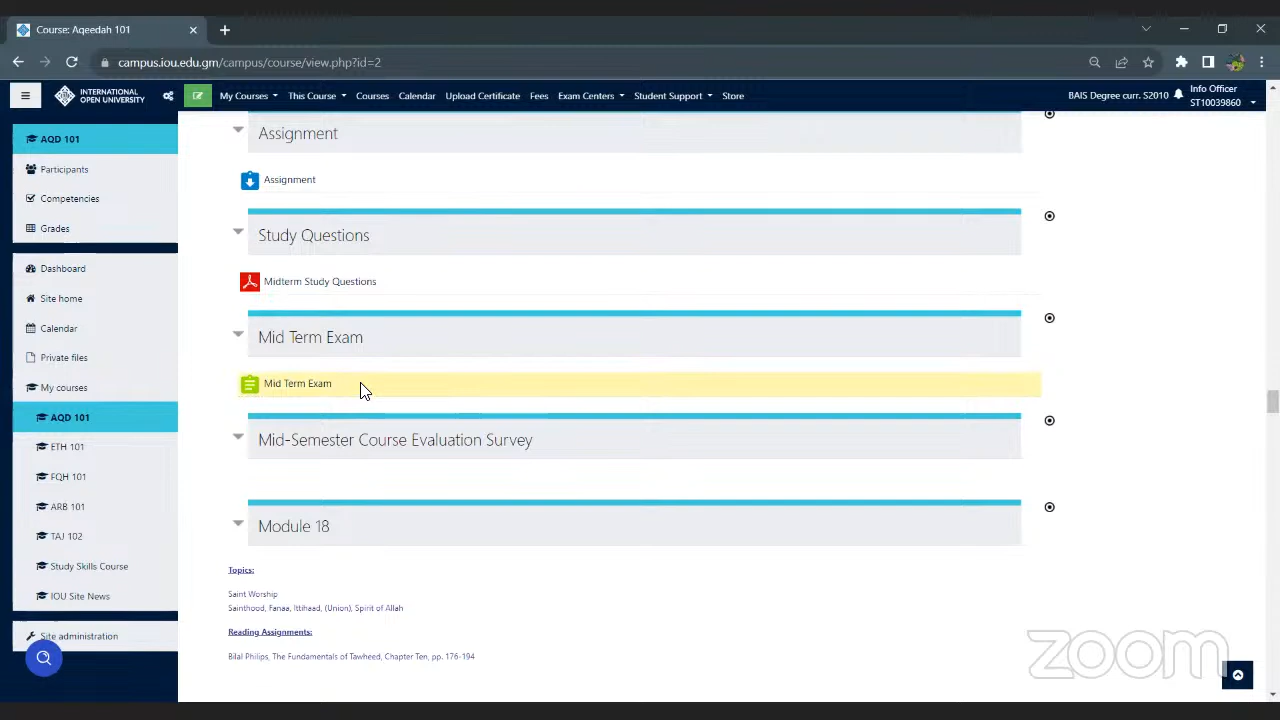 Course: Aqeedah 101
campus.iou.edu.gm/campus/course/view.php?id=2
INTERNATIONAL
OPEN UNIVERSITY
My Courses
This Course
Courses
Calendar
Upload Certificate
Fees
Exam Centers
Student Support
Store
BAIS Degree curr. S2010
Info Officer
ST10039860
AQD 101
Participants
Competencies
Grades
Dashboard
Site home
Calendar
Private files
My courses
AQD 101
ETH 101
FQH 101
ARB 101
TAJ 102
Study Skills Course
IOU Site News
Site administration
Assignment
Assignment
Study Questions
Midterm Study Questions
Mid Term Exam
Mid Term Exam
Mid-Semester Course Evaluation Survey
Module 18
Topics:
Saint Worship
Sainthood, Fanaa, Ittihaad, (Union), Spirit of Allah
Reading Assignments:
Bilal Philips, The Fundamentals of Tawheed, Chapter Ten, pp. 176-194
zoom